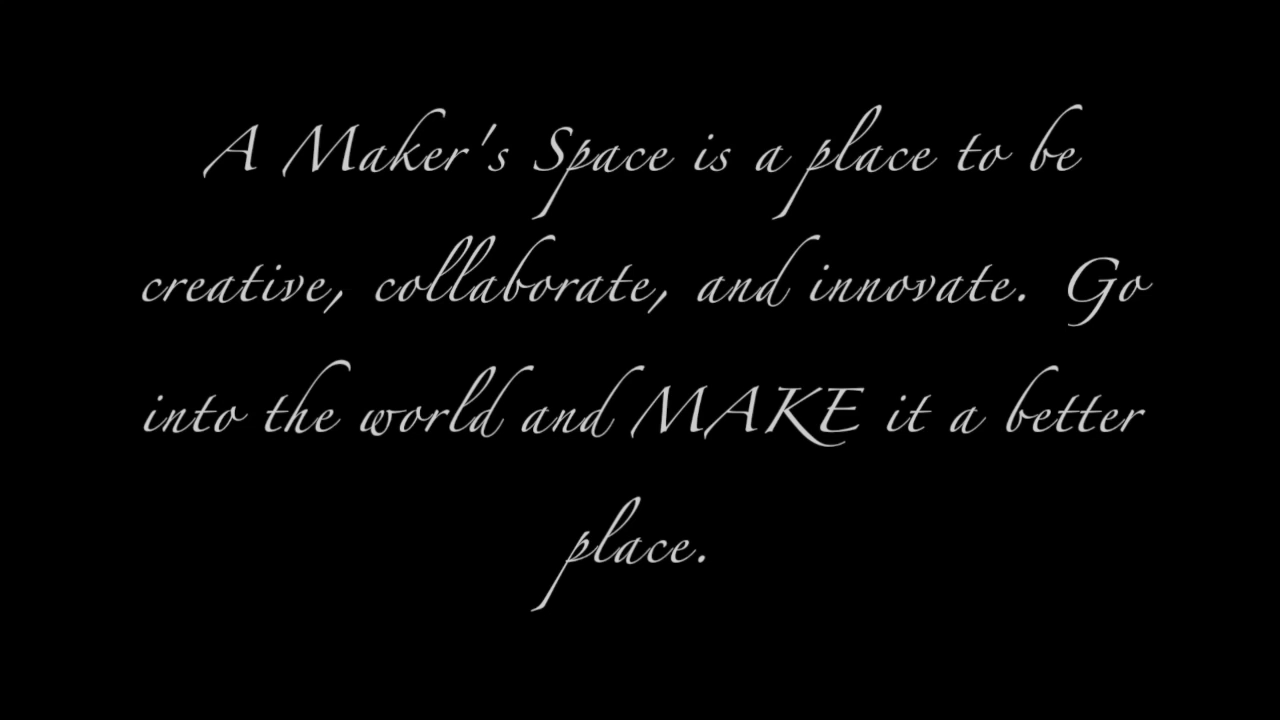 A Maker's Space is a place to be
creative, collaborate, and innovate. Go
into the world and MAKE it a better
place.